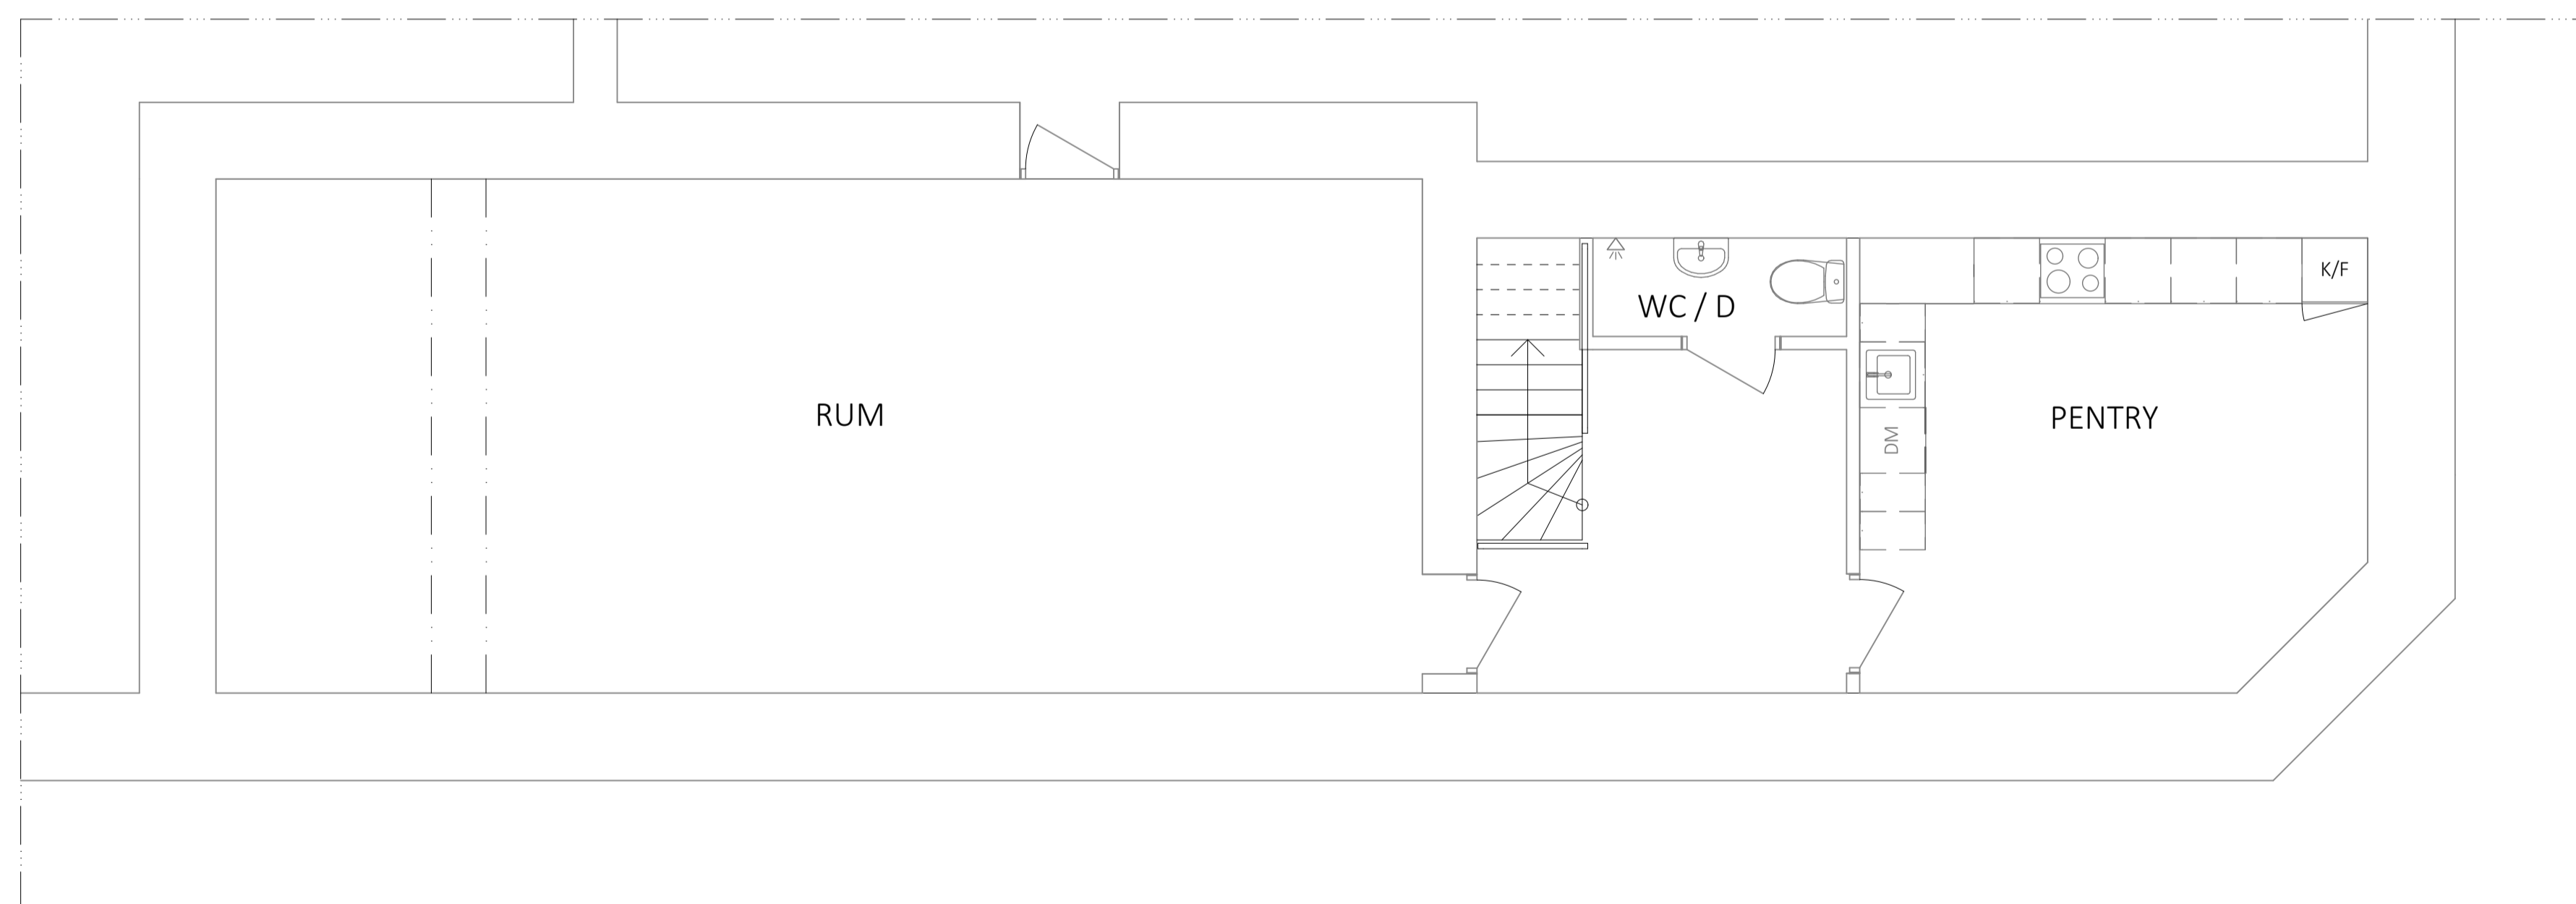 K/F
WC / D
RUM
PENTRY
DM